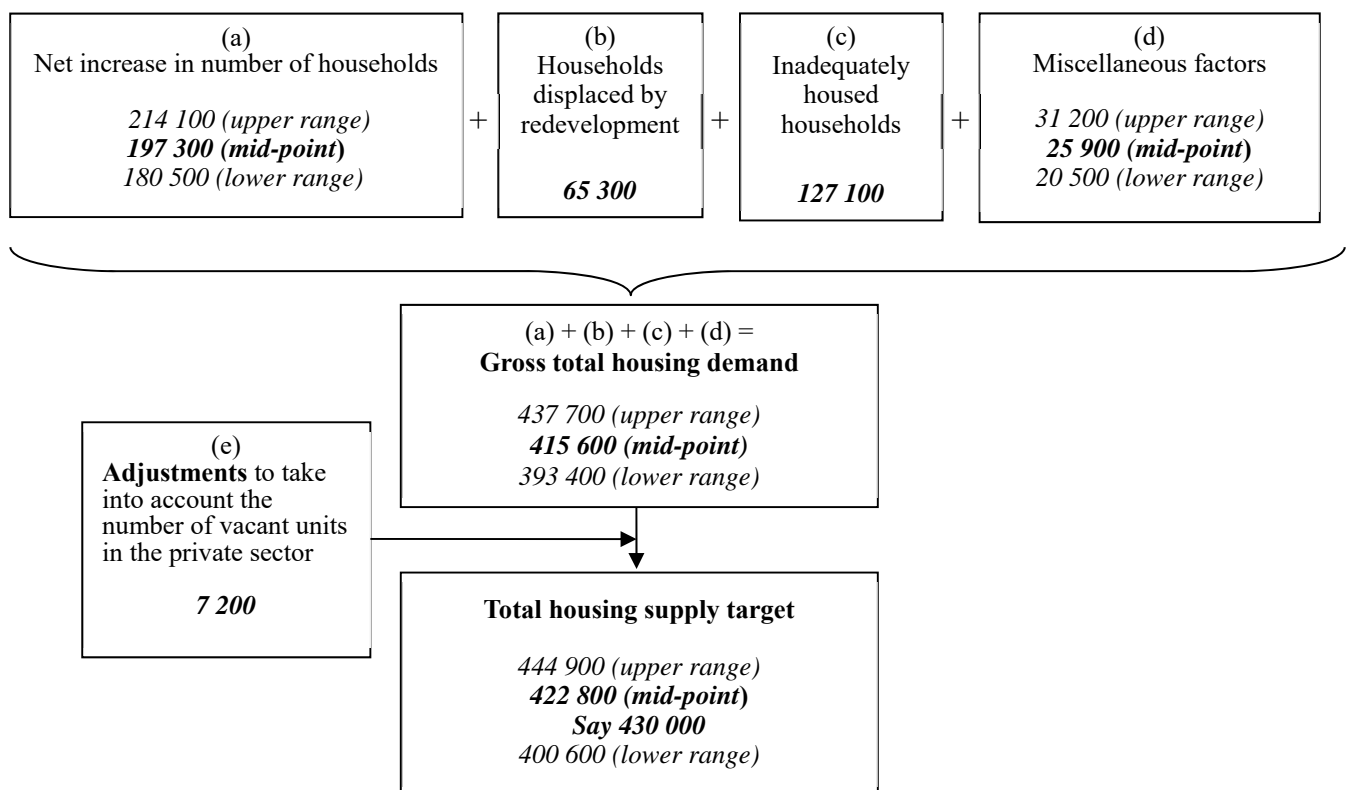 (a)
Net increase in number of households
214 100 (upper range)
197 300 (mid-point)
180 500 (lower range)
+
(b)
Households
displaced by
redevelopment
65 300
+
(c)
Inadequately
housed
households
127 100
+
(d)
Miscellaneous factors
31 200 (upper range)
25 900 (mid-point)
20 500 (lower range)
(a) + (b) + (c) + (d) =
Gross total housing demand
437 700 (upper range)
415 600 (mid-point)
393 400 (lower range)
(e)
Adjustments to take
into account the
number of vacant units
in the private sector
7 200
Total housing supply target
444 900 (upper range)
422 800 (mid-point)
Say 430 000
400 600 (lower range)